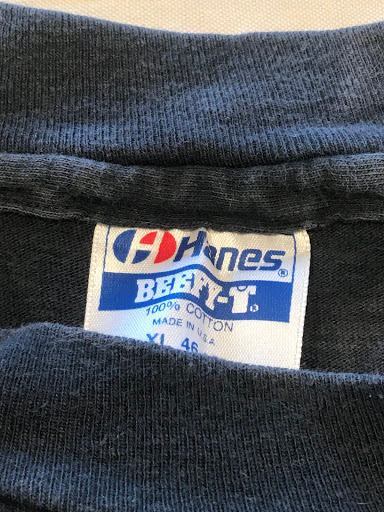 Hanes®
BEEFY-T.®
100% COTTON
MADE IN U.S.A
XL 46